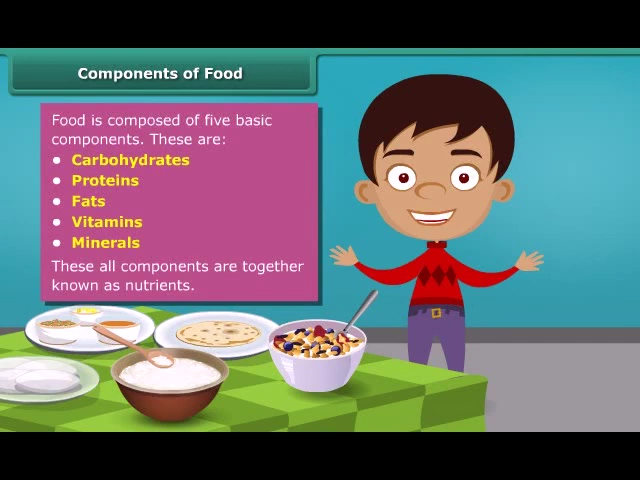 Components of Food
Food is composed of five basic
components. These are:
• Carbohydrates
• Proteins
• Fats
• Vitamins
• Minerals
These all components are together
known as nutrients.